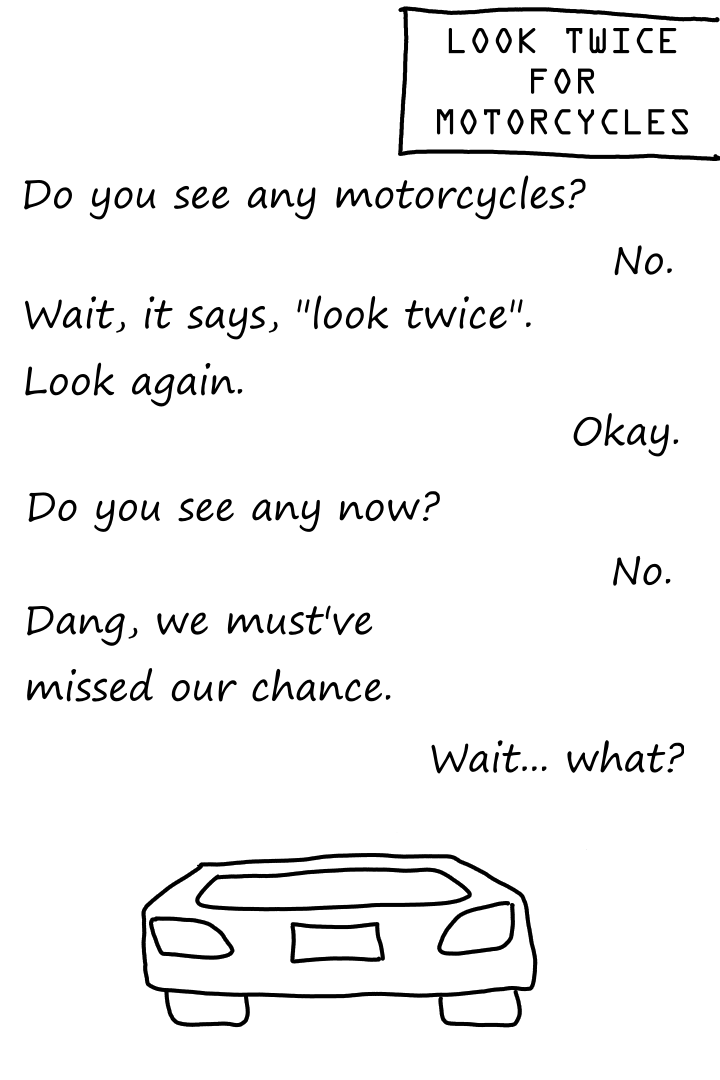 LOOK TWICE
FOR
MOTORCYCLES
Do you see any motorcycles?
No.
Wait, it says, "look twice".
Look again.
Okay.
Do you see any now?
No.
Dang, we must've
missed our chance.
Wait... what?